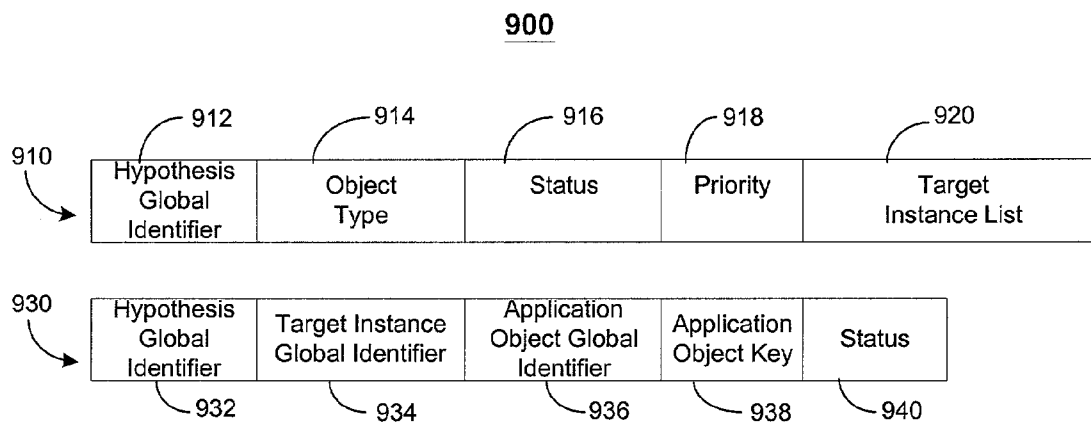 900
912 914 916 918 920
910
Hypothesis Global Identifier
Object Type
Status
Priority
Target Instance List
930
Hypothesis Global Identifier
Target Instance Global Identifier
Application Object Global Identifier
Application Object Key
Status
932 934 936 938 940